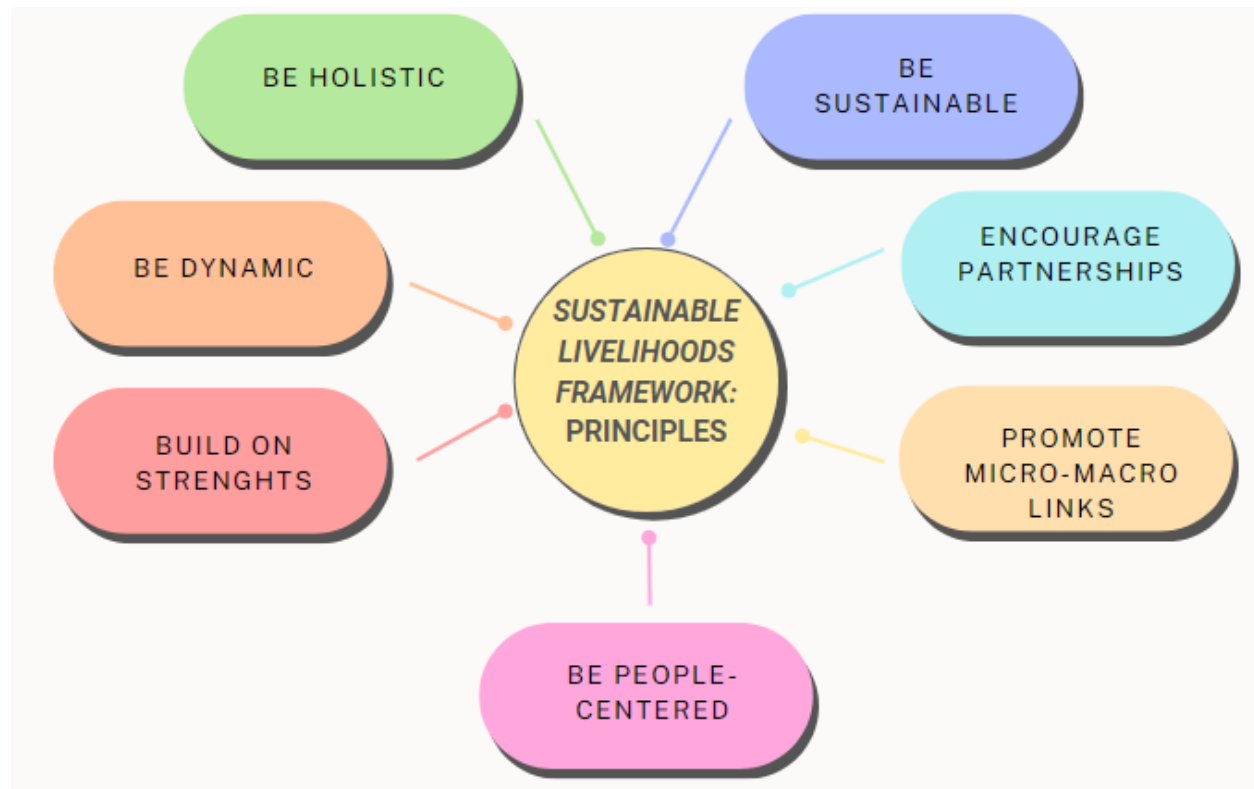 BE HOLISTIC
BE
SUSTAINABLE
ENCOURAGE
PARTNERSHIPS
BE DYNAMIC
SUSTAINABLE
LIVELIHOODS
FRAMEWORK:
PRINCIPLES
BUILD ON
STRENGHTS
PROMOTE
MICRO-MACRO
LINKS
BE PEOPLE-
CENTERED